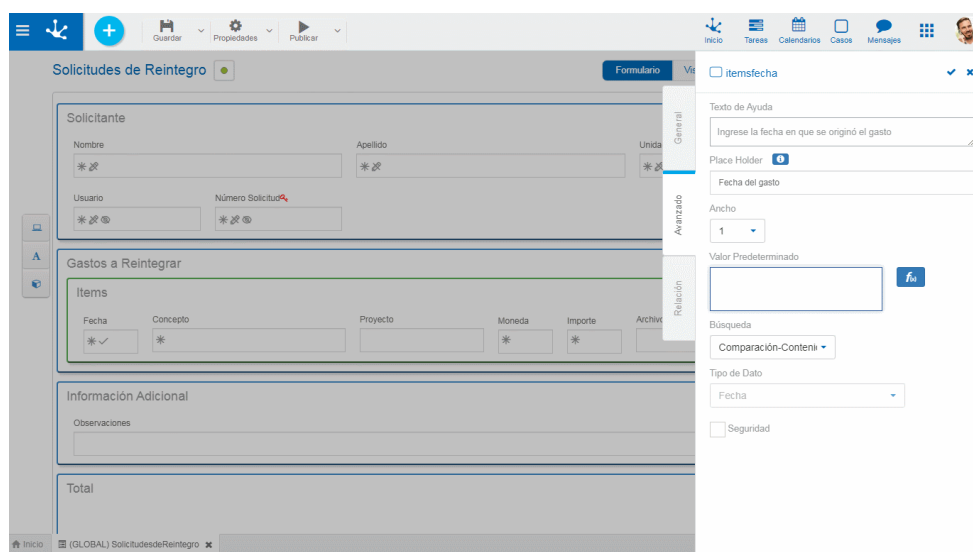 Guardar
Propiedades
Publicar
Inicio
Tareas
Calendarios
Casos
Mensajes
Solicitudes de Reintegro
Formulario
Solicitante
Nombre
Apellido
Usuario
Número Solicitud
Gastos a Reintegrar
Items
Fecha
Concepto
Proyecto
Moneda
Importe
Información Adicional
Observaciones
Total
General
Avanzado
Relación
itemsfecha
Texto de Ayuda
Ingrese la fecha en que se originó el gasto
Place Holder
Fecha del gasto
Ancho
1
Valor Predeterminado
f(x)
Búsqueda
Comparación-Conteni
Tipo de Dato
Fecha
Seguridad
Inicio
(GLOBAL) SolicitudesdeReintegro